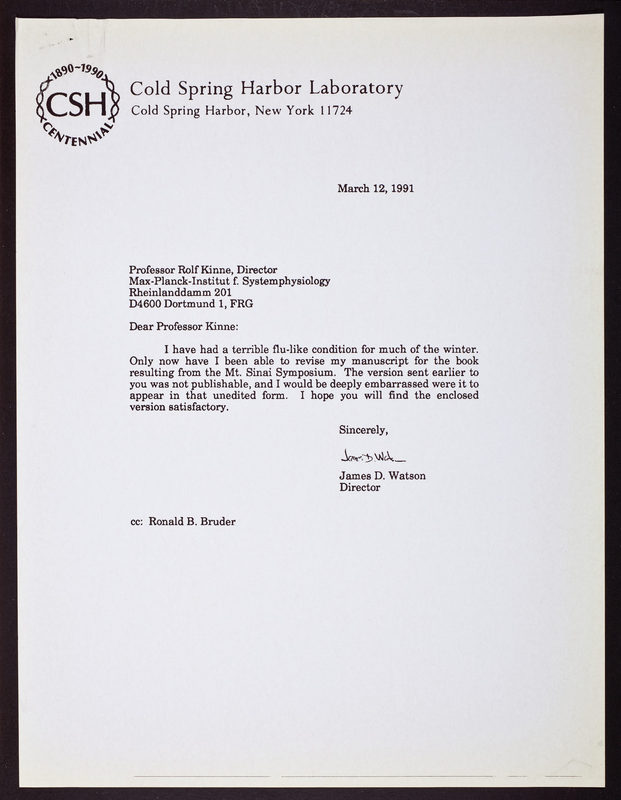 1890~1990
CSH
CENTENNIAL
Cold Spring Harbor Laboratory
Cold Spring Harbor, New York 11724
March 12, 1991
Professor Rolf Kinne, Director
Max-Planck-Institut f. Systemphysiology
Rheinlanddamm 201
D4600 Dortmund 1, FRG
Dear Professor Kinne:
I have had a terrible flu-like condition for much of the winter.
Only now have I been able to revise my manuscript for the book
resulting from the Mt. Sinai Symposium. The version sent earlier to
you was not publishable, and I would be deeply embarrassed were it to
appear in that unedited form. I hope you will find the enclosed
version satisfactory.
Sincerely,
James D. Watson
Director
cc: Ronald B. Bruder